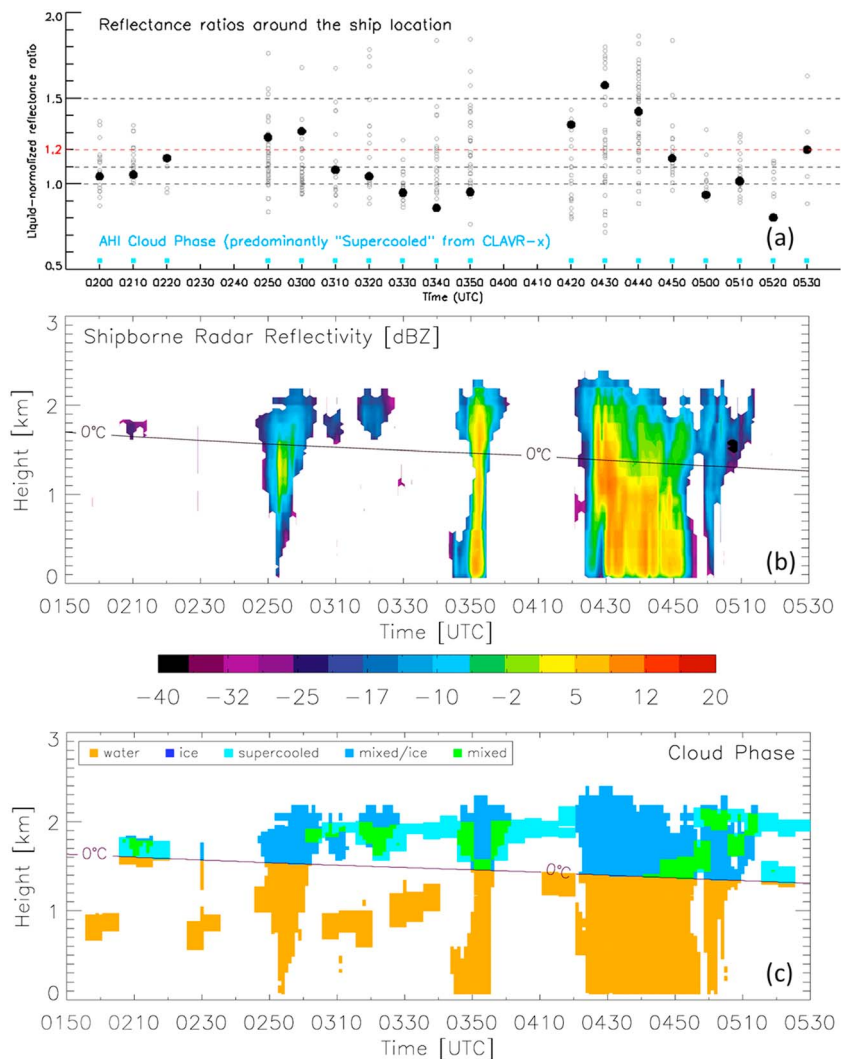 2.0
Reflectance ratios around the ship location
1.5
1.2
1.0
0.5
Liquid-normalized reflectance ratio
AHI Cloud Phase (predominantly "Supercooled" from CLAVR-x)
(a)
0200 0210 0220 0230 0240 0250 0300 0310 0320 0330 0340 0350 0400 0410 0420 0430 0440 0450 0500 0510 0520 0530
Time (UTC)
Shipborne Radar Reflectivity [dBZ]
3
2
1
0
Height [km]
0°C
0°C
(b)
0150 0210 0230 0250 0310 0330 0350 0410 0430 0450 0510 0530
Time [UTC]
-40 -32 -25 -17 -10 -2 5 12 20
water ice supercooled mixed/ice mixed
Cloud Phase
3
2
1
0
Height [km]
0°C
0°C
(c)
0150 0210 0230 0250 0310 0330 0350 0410 0430 0450 0510 0530
Time [UTC]